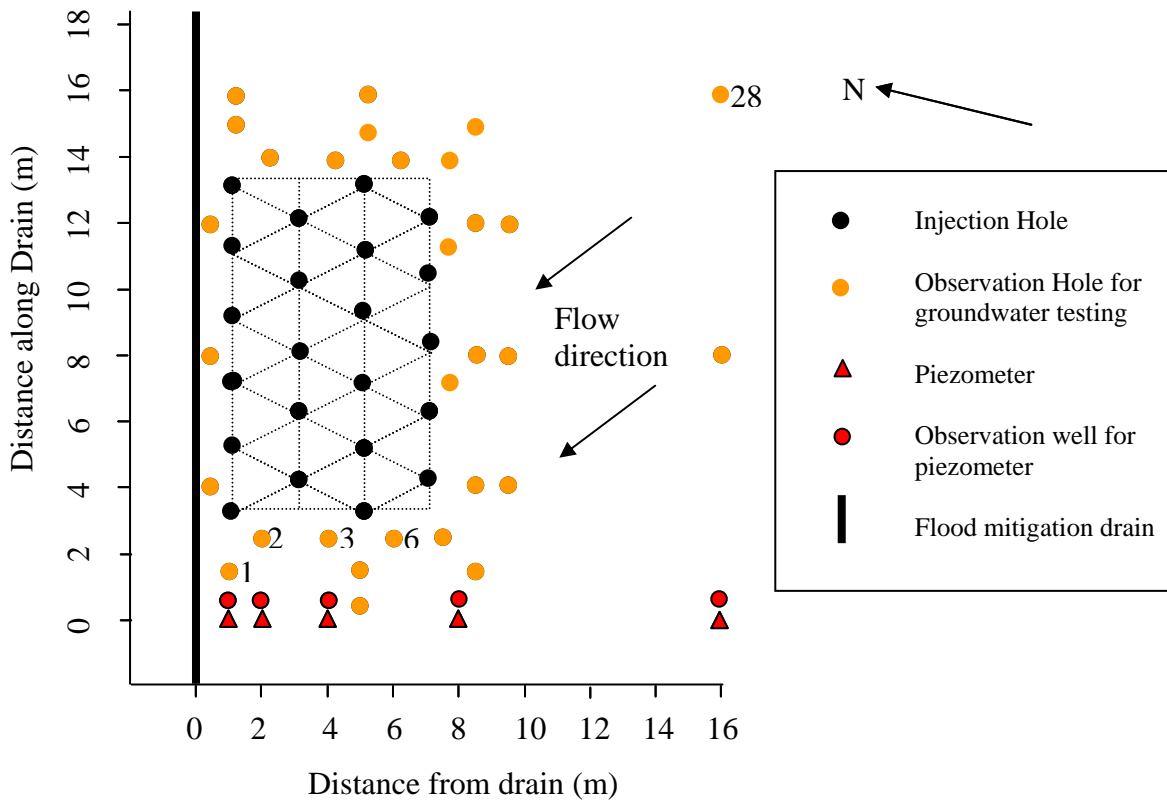 18
16
14
12
10
8
6
4
2
0
Distance along Drain (m)
28
N
Flow
direction
2
3
6
1
0 2 4 6 8 10 12 14 16
Distance from drain (m)
Injection Hole
Observation Hole for
groundwater testing
Piezometer
Observation well for
piezometer
Flood mitigation drain